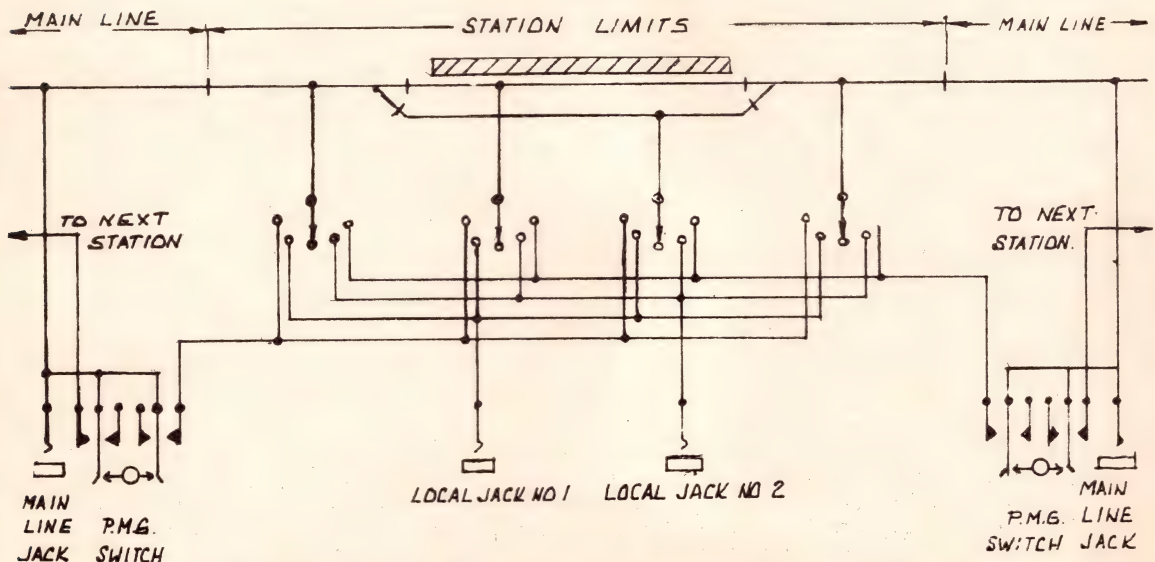 MAIN LINE
STATION LIMITS
MAIN LINE
TO NEXT
STATION
TO NEXT.
STATION.
MAIN
LINE
JACK
P.M.G.
SWITCH
LOCAL JACK NO 1
LOCAL JACK NO 2
P.M.G.
SWITCH
MAIN
LINE
JACK